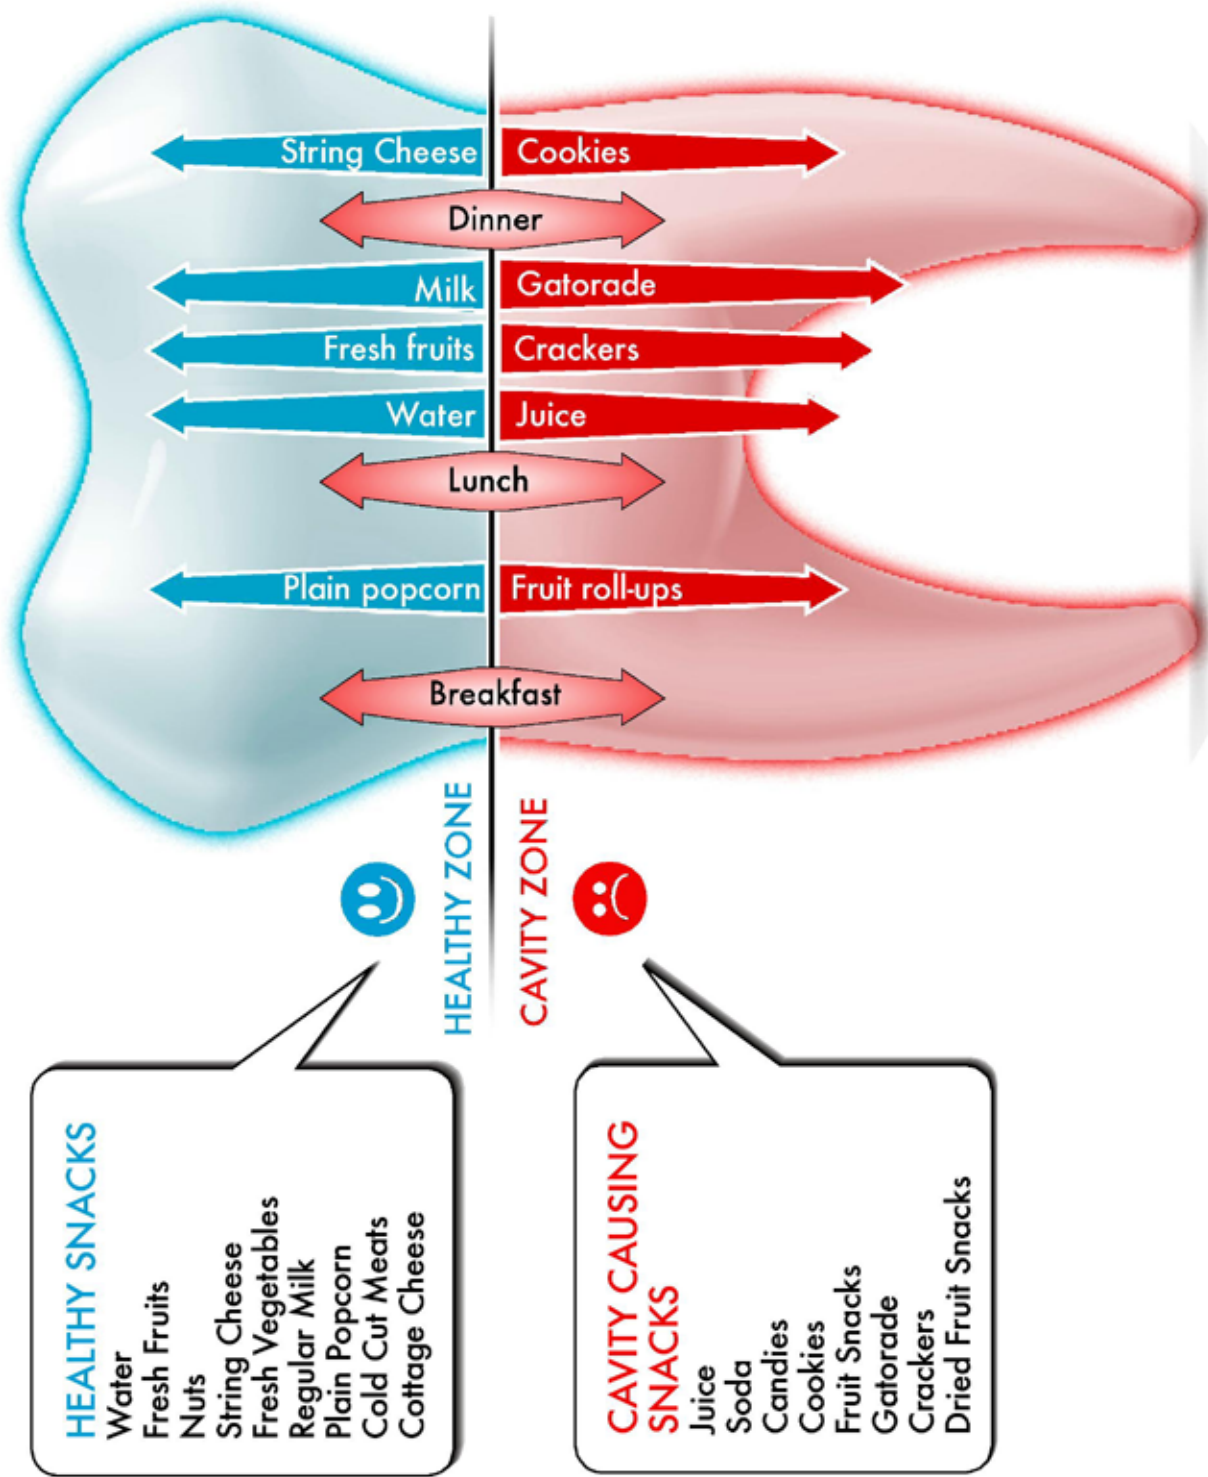 String Cheese
Cookies
Dinner
Milk
Gatorade
Fresh fruits
Crackers
Water
Juice
Lunch
Plain popcorn
Fruit roll-ups
Breakfast
HEALTHY ZONE
CAVITY ZONE
HEALTHY SNACKS
Water
Fresh Fruits
Nuts
String Cheese
Fresh Vegetables
Regular Milk
Plain Popcorn
Cold Cut Meats
Cottage Cheese
CAVITY CAUSING
SNACKS
Juice
Soda
Candies
Cookies
Fruit Snacks
Gatorade
Crackers
Dried Fruit Snacks